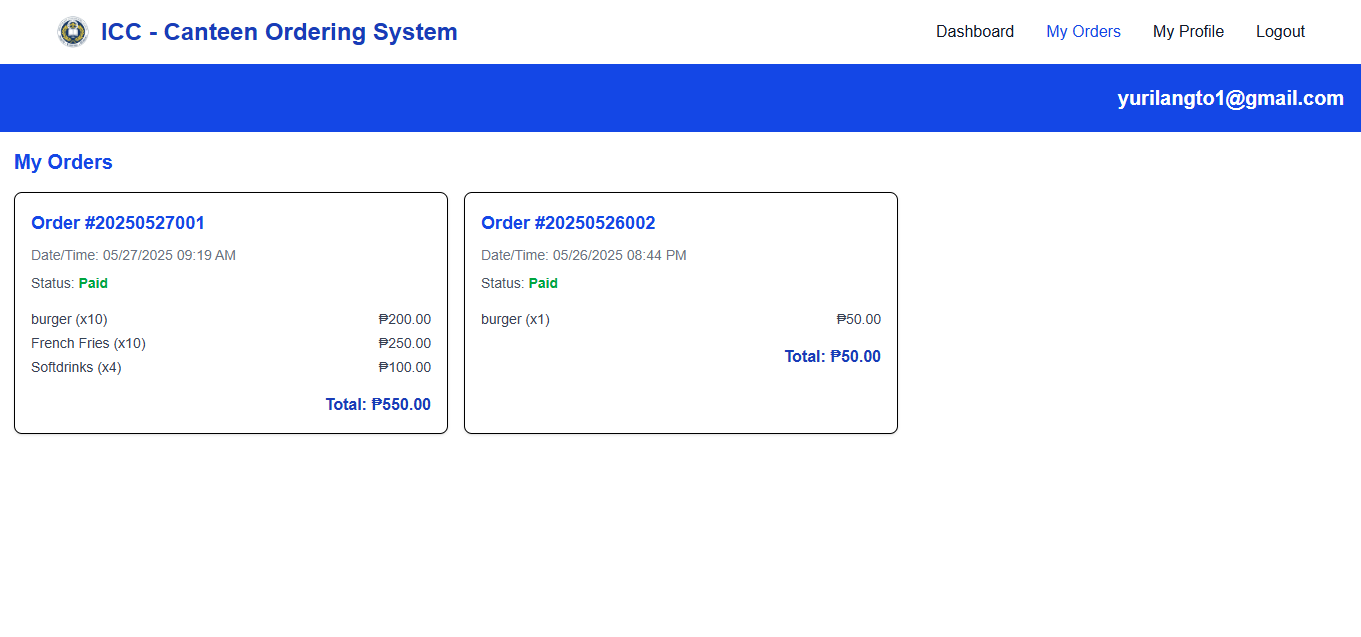 ICC - Canteen Ordering System
Dashboard
My Orders
My Profile
Logout
yurilangto1@gmail.com
My Orders
Order #20250527001
Date/Time: 05/27/2025 09:19 AM
Status: Paid
burger (x10) ₱200.00
French Fries (x10) ₱250.00
Softdrinks (x4) ₱100.00
Total: ₱550.00
Order #20250526002
Date/Time: 05/26/2025 08:44 PM
Status: Paid
burger (x1) ₱50.00
Total: ₱50.00